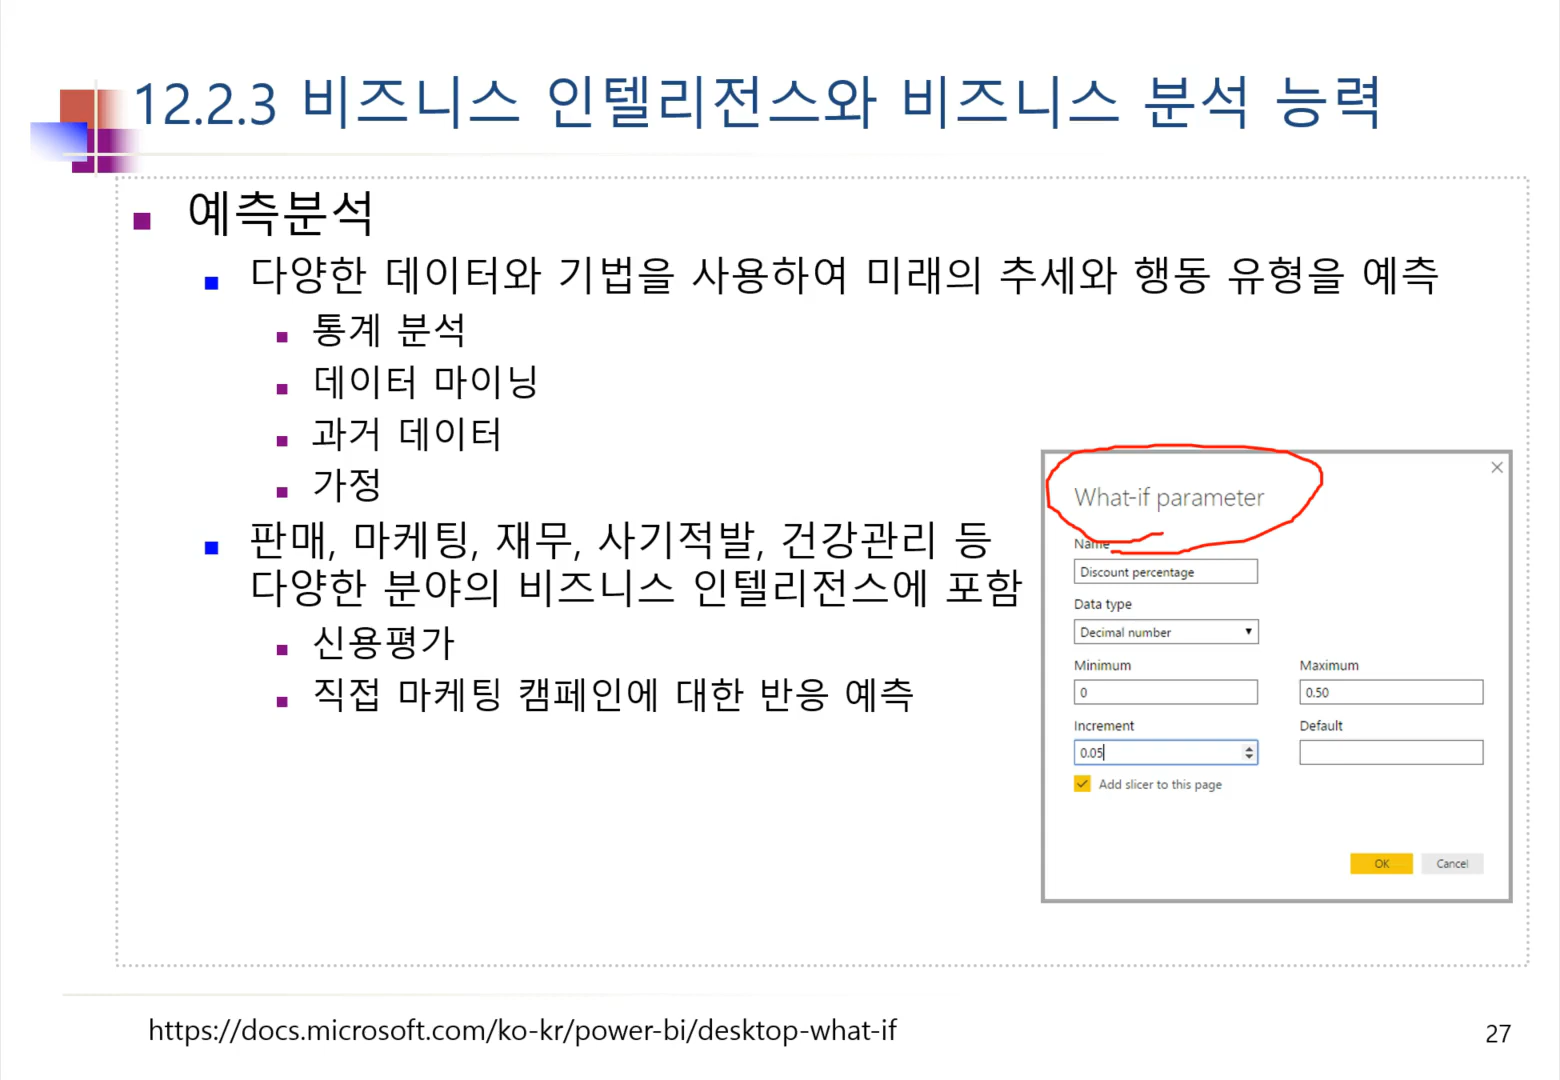 12.2.3 비즈니스 인텔리전스와 비즈니스 분석 능력
예측분석
다양한 데이터와 기법을 사용하여 미래의 추세와 행동 유형을 예측
통계 분석
데이터 마이닝
과거 데이터
가정
판매, 마케팅, 재무, 사기적발, 건강관리 등
다양한 분야의 비즈니스 인텔리전스에 포함
신용평가
직접 마케팅 캠페인에 대한 반응 예측
What-if parameter
Name
Discount percentage
Data type
Decimal number
Minimum
Maximum
0
0.50
Increment
Default
0.05
Add slicer to this page
OK
Cancel
https://docs.microsoft.com/ko-kr/power-bi/desktop-what-if
27